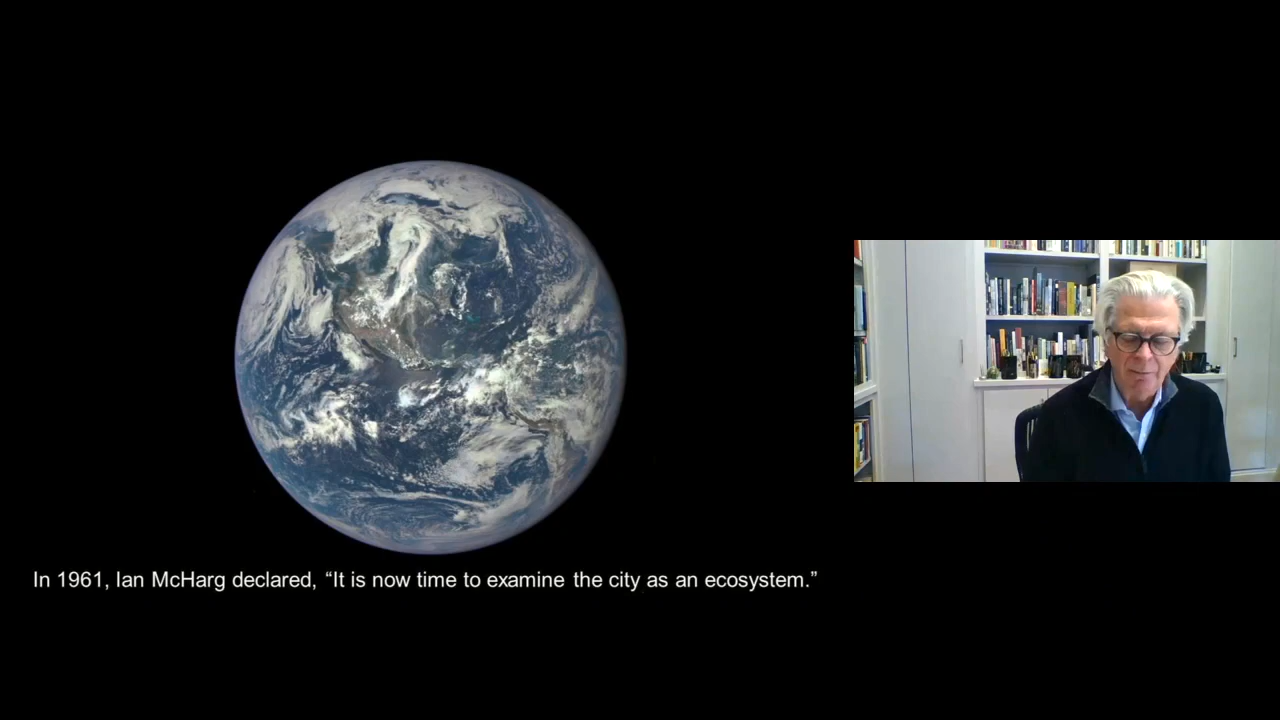 In 1961, Ian McHarg declared, “It is now time to examine the city as an ecosystem.”